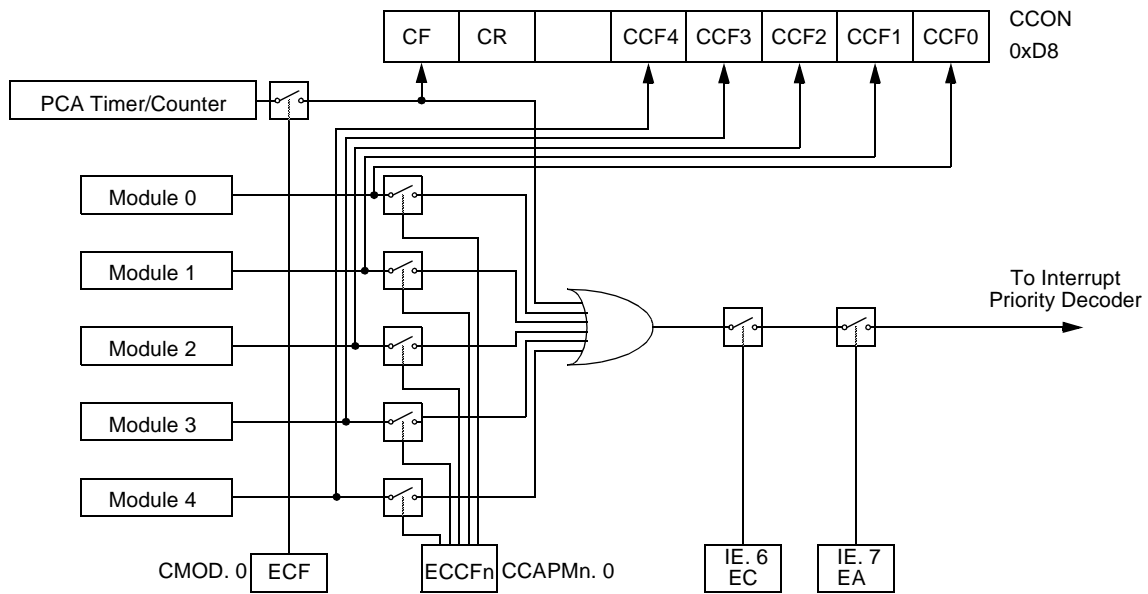 CF CR CCF4 CCF3 CCF2 CCF1 CCF0
CCON
0xD8
PCA Timer/Counter
Module 0
Module 1
Module 2
Module 3
Module 4
To Interrupt
Priority Decoder
CMOD. 0 ECF
ECCFn CCAPMn. 0
IE. 6
EC
IE. 7
EA